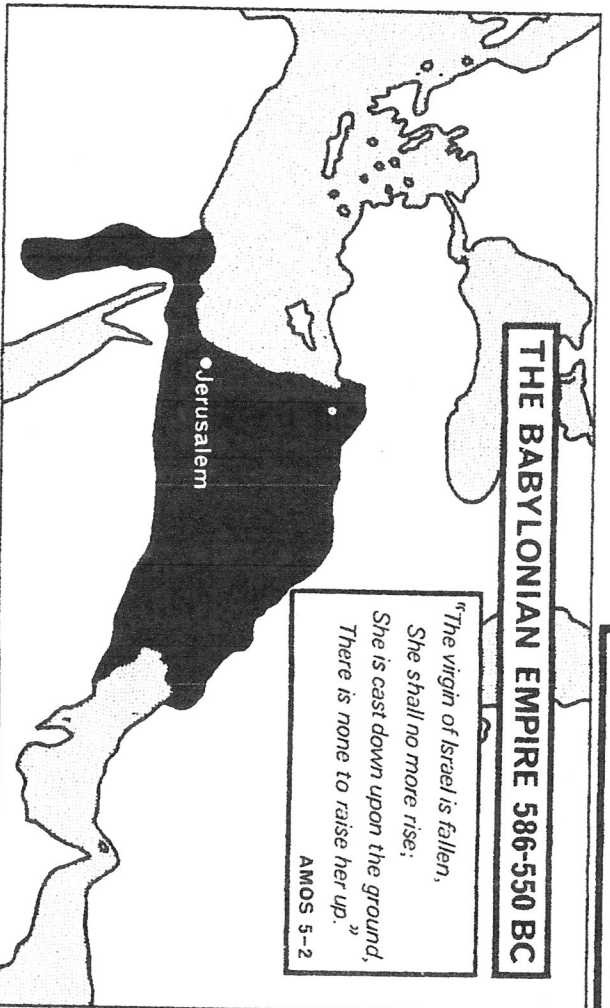 THE BABYLONIAN EMPIRE 586-550 BC
"The virgin of Israel is fallen,
She shall no more rise;
She is cast down upon the ground,
There is none to raise her up."
AMOS 5-2
Jerusalem